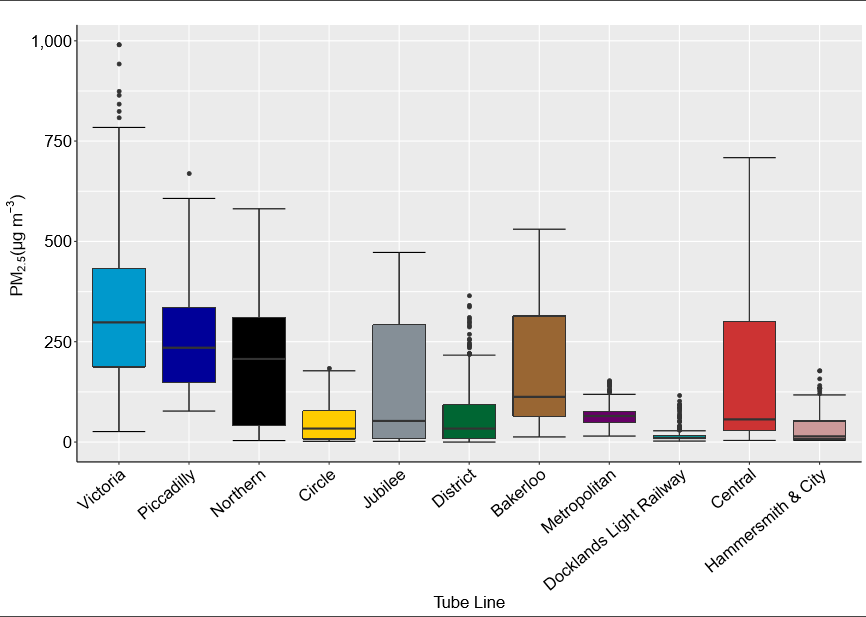 1,000
750
500
250
0
PM₂.₅(μg m⁻³)
Victoria
Piccadilly
Northern
Circle
Jubilee
District
Bakerloo
Metropolitan
Docklands Light Railway
Central
Hammersmith & City
Tube Line